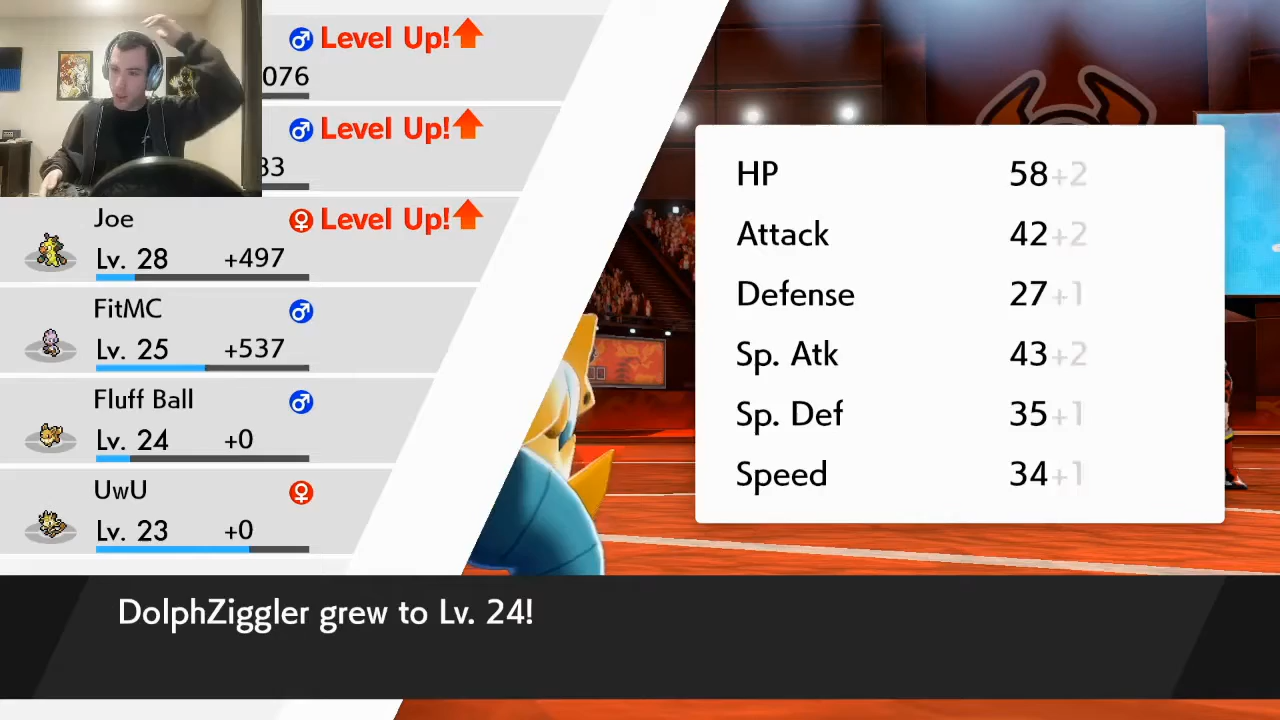 Level Up!
076
Level Up!
33
Joe Level Up!
Lv. 28 +497
FitMC
Lv. 25 +537
Fluff Ball
Lv. 24 +0
UwU
Lv. 23 +0
HP 58 +2
Attack 42 +2
Defense 27 +1
Sp. Atk 43 +2
Sp. Def 35 +1
Speed 34 +1
DolphZiggler grew to Lv. 24!